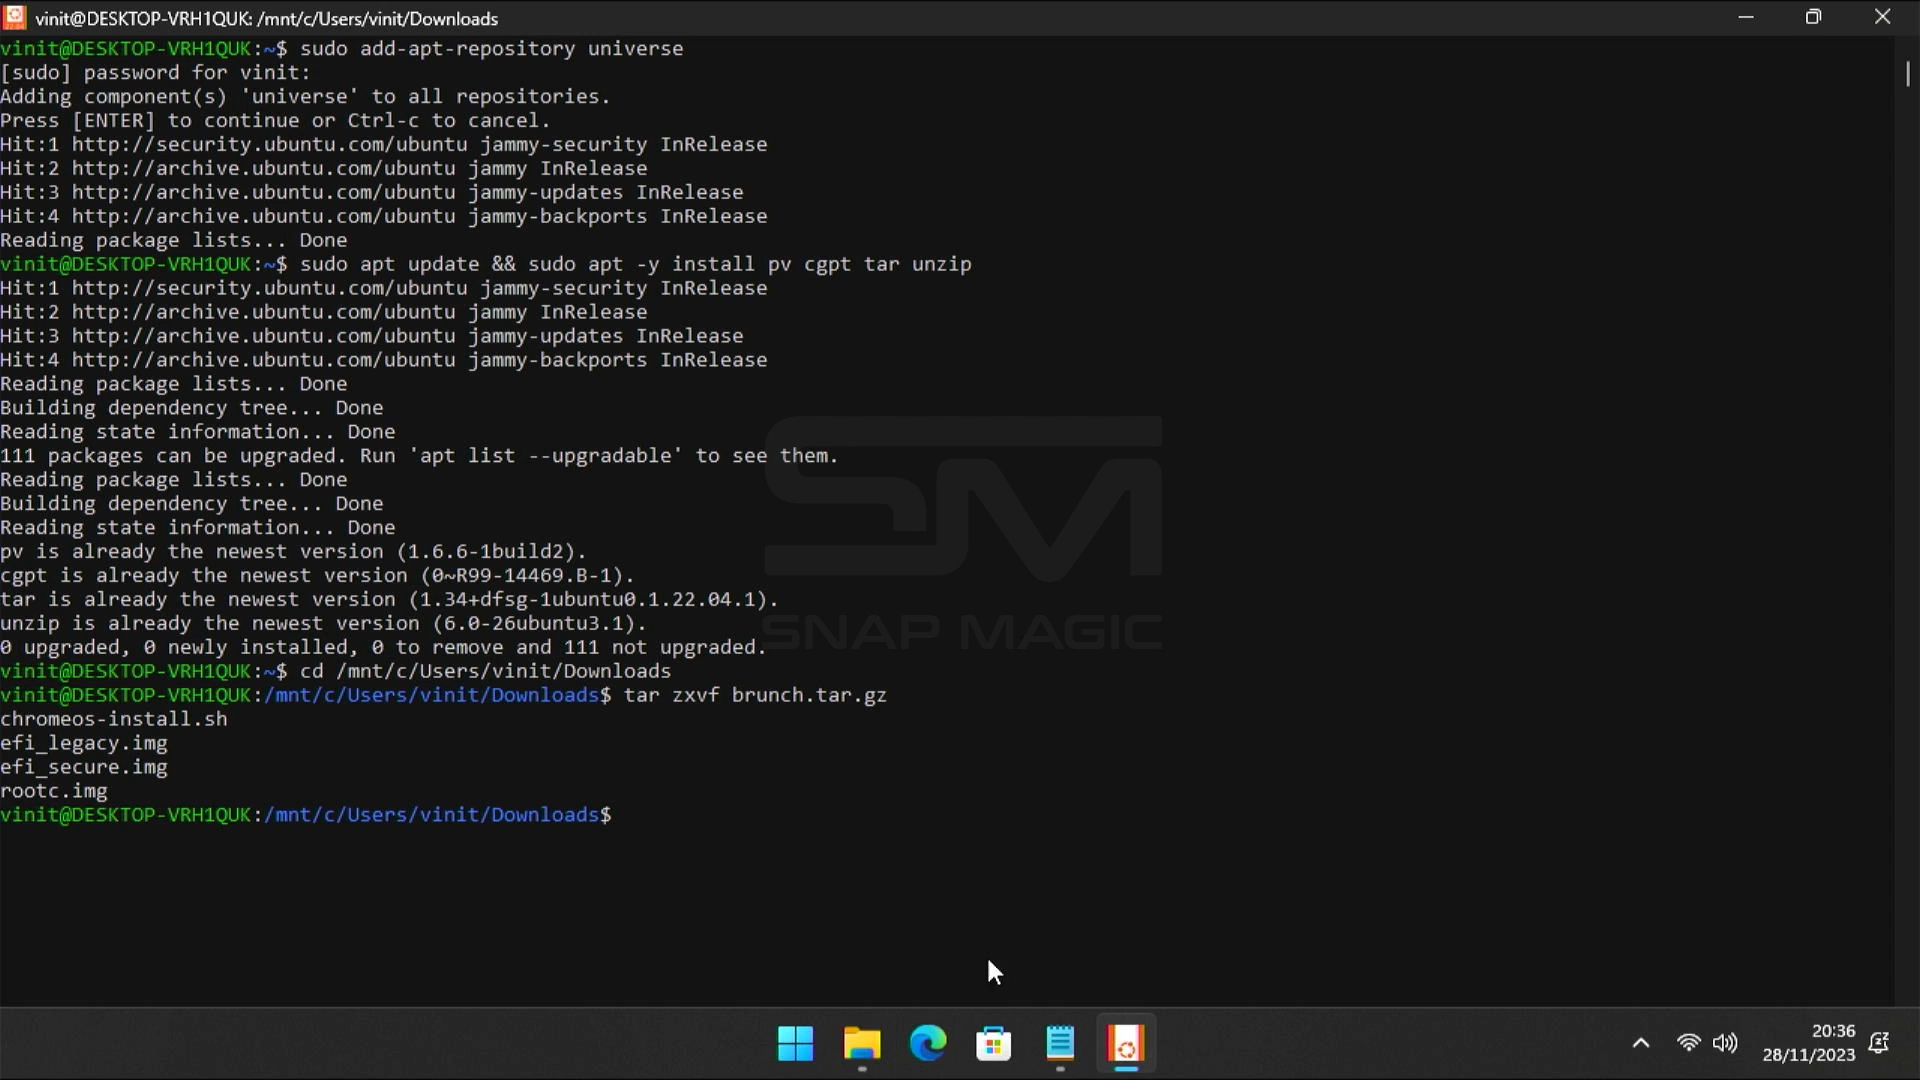 vinit@DESKTOP-VRH1QUK: /mnt/c/Users/vinit/Downloads
vinit@DESKTOP-VRH1QUK:~$ sudo add-apt-repository universe
[sudo] password for vinit:
Adding component(s) 'universe' to all repositories.
Press [ENTER] to continue or Ctrl-c to cancel.
Hit:1 http://security.ubuntu.com/ubuntu jammy-security InRelease
Hit:2 http://archive.ubuntu.com/ubuntu jammy InRelease
Hit:3 http://archive.ubuntu.com/ubuntu jammy-updates InRelease
Hit:4 http://archive.ubuntu.com/ubuntu jammy-backports InRelease
Reading package lists... Done
vinit@DESKTOP-VRH1QUK:~$ sudo apt update && sudo apt -y install pv cgpt tar unzip
Hit:1 http://security.ubuntu.com/ubuntu jammy-security InRelease
Hit:2 http://archive.ubuntu.com/ubuntu jammy InRelease
Hit:3 http://archive.ubuntu.com/ubuntu jammy-updates InRelease
Hit:4 http://archive.ubuntu.com/ubuntu jammy-backports InRelease
Reading package lists... Done
Building dependency tree... Done
Reading state information... Done
111 packages can be upgraded. Run 'apt list --upgradable' to see them.
Reading package lists... Done
Building dependency tree... Done
Reading state information... Done
pv is already the newest version (1.6.6-1build2).
cgpt is already the newest version (0~R99-14469.B-1).
tar is already the newest version (1.34+dfsg-1ubuntu0.1.22.04.1).
unzip is already the newest version (6.0-26ubuntu3.1).
0 upgraded, 0 newly installed, 0 to remove and 111 not upgraded.
vinit@DESKTOP-VRH1QUK:~$ cd /mnt/c/Users/vinit/Downloads
vinit@DESKTOP-VRH1QUK:/mnt/c/Users/vinit/Downloads$ tar zxvf brunch.tar.gz
chromeos-install.sh
efi_legacy.img
efi_secure.img
rootc.img
vinit@DESKTOP-VRH1QUK:/mnt/c/Users/vinit/Downloads$
SM
SNAP MAGIC
20:36
28/11/2023